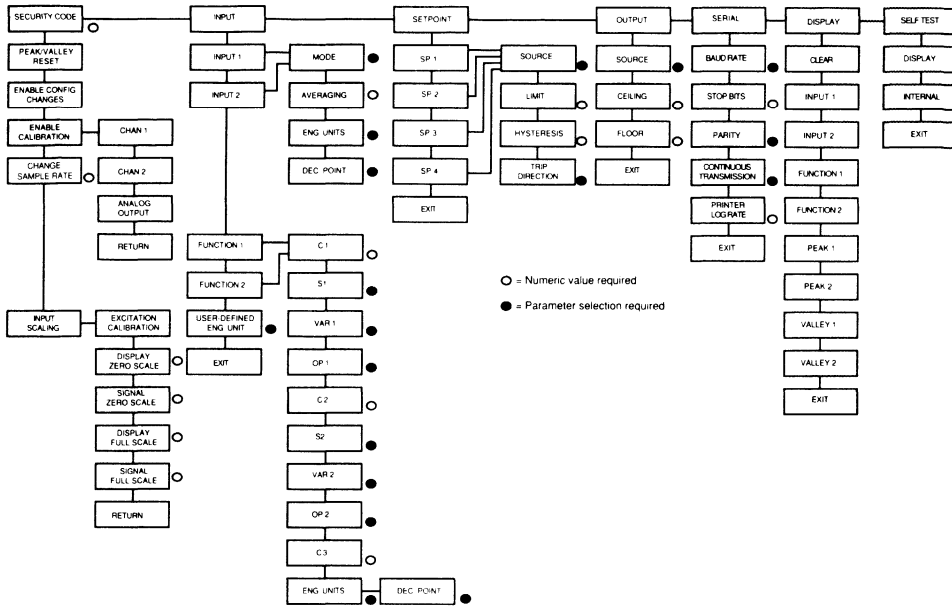 SECURITY CODE
INPUT
SETPOINT
OUTPUT
SERIAL
DISPLAY
SELF TEST
PEAK/VALLEY
RESET
ENABLE CONFIG
CHANGES
ENABLE
CALIBRATION
CHANGE
SAMPLE RATE
CHAN 1
CHAN 2
ANALOG
OUTPUT
RETURN
INPUT
SCALING
EXCITATION
CALIBRATION
DISPLAY
ZERO SCALE
SIGNAL
ZERO SCALE
DISPLAY
FULL SCALE
SIGNAL
FULL SCALE
RETURN
INPUT 1
INPUT 2
MODE
AVERAGING
ENG UNITS
DEC POINT
FUNCTION 1
FUNCTION 2
USER-DEFINED
ENG UNIT
EXIT
C 1
S1
VAR 1
OP 1
C2
S2
VAR 2
OP 2
C3
ENG UNITS
DEC POINT
SP 1
SP 2
SP 3
SP 4
EXIT
SOURCE
LIMIT
HYSTERESIS
TRIP
DIRECTION
SOURCE
CEILING
FLOOR
EXIT
BAUD RATE
STOP BITS
PARITY
CONTINUOUS
TRANSMISSION
PRINTER
LOG RATE
EXIT
CLEAR
INPUT 1
INPUT 2
FUNCTION 1
FUNCTION 2
PEAK 1
PEAK 2
VALLEY 1
VALLEY 2
EXIT
DISPLAY
INTERNAL
EXIT
= Numeric value required
= Parameter selection required